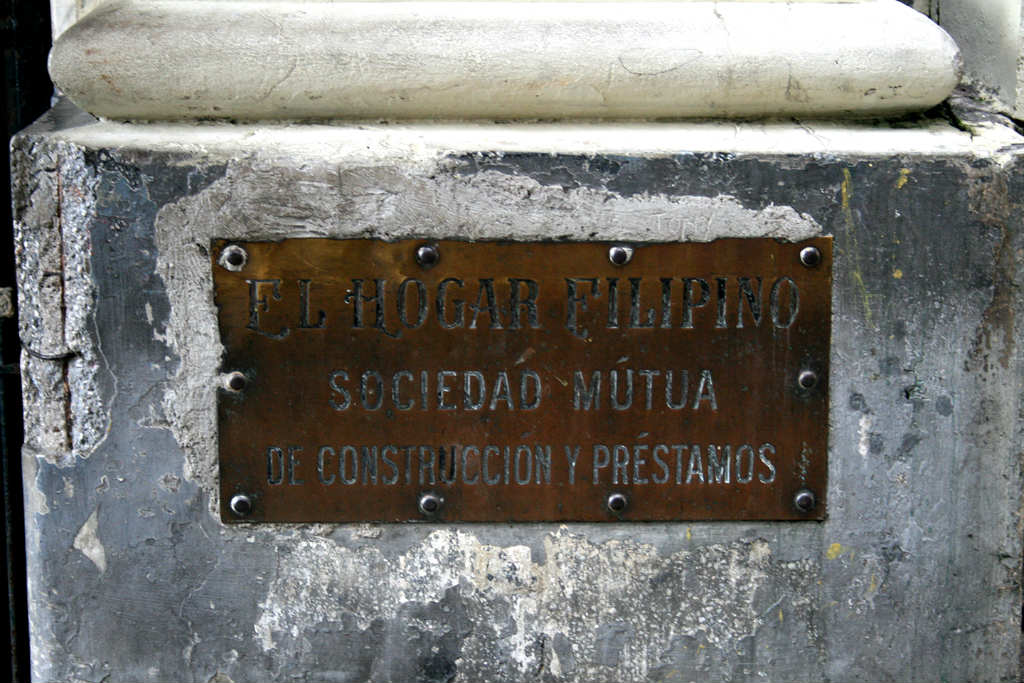 EL HOGAR FILIPINO
SOCIEDAD MÚTUA
DE CONSTRUCCIÓN Y PRÉSTAMOS